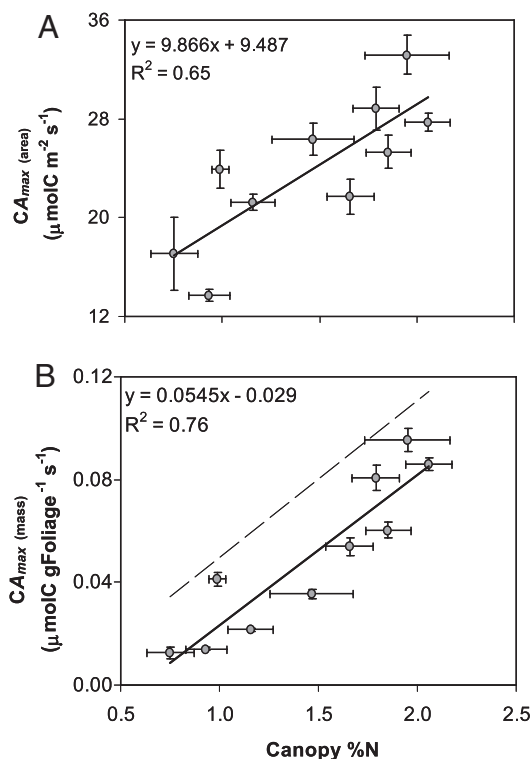 A
y = 9.866x + 9.487
R² = 0.65
36
28
20
12
CAmax (area)
(μmolC m⁻² s⁻¹)
B
y = 0.0545x - 0.029
R² = 0.76
0.12
0.08
0.04
0.00
CAmax (mass)
(μmolC gFoliage⁻¹ s⁻¹)
0.5 1.0 1.5 2.0 2.5
Canopy %N